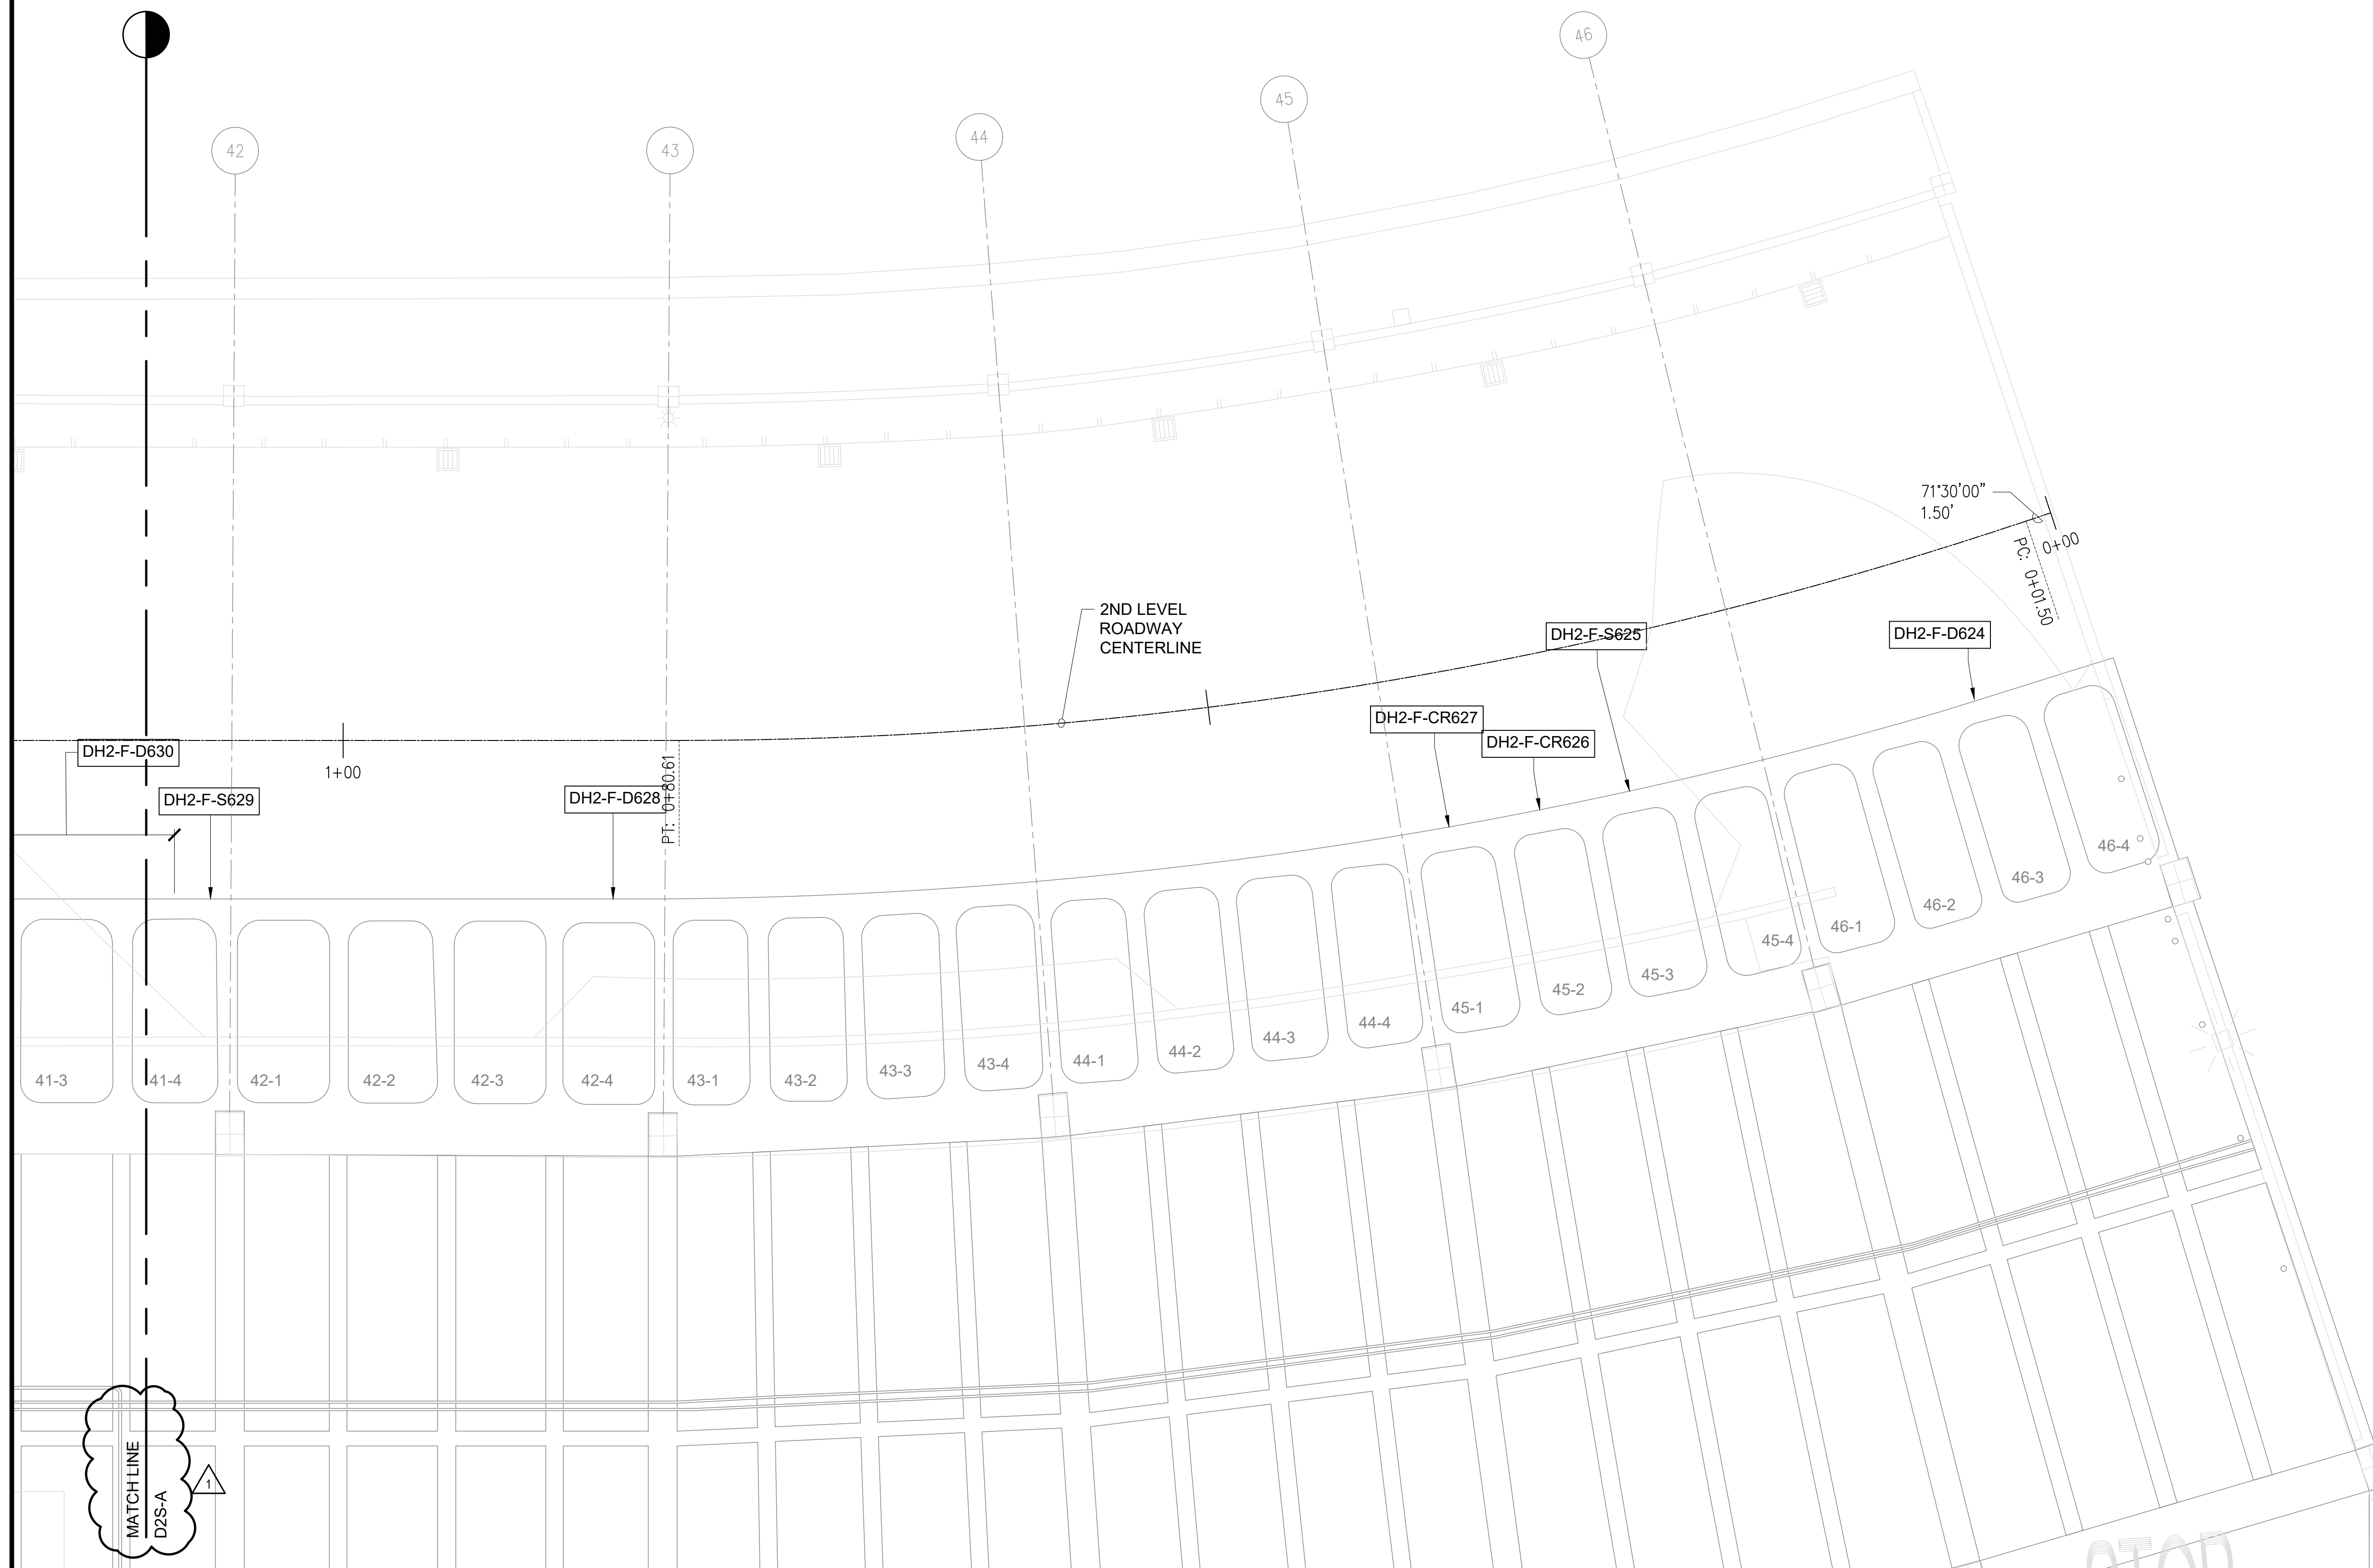 46
45
44
42
43
71°30'00"
1.50'
0+00
PC: 0+01.50
2ND LEVEL
ROADWAY
CENTERLINE
DH2-F-S625
DH2-F-D624
DH2-F-CR627
DH2-F-CR626
DH2-F-D630
1+00
DH2-F-S629
DH2-F-D628
PT: 0+80.61
46-4
46-3
46-2
46-1
45-4
45-3
45-2
45-1
44-4
44-3
44-2
44-1
43-4
43-3
43-2
43-1
42-4
42-3
42-2
42-1
41-4
41-3
MATCH LINE
D2S-A
1
STOP